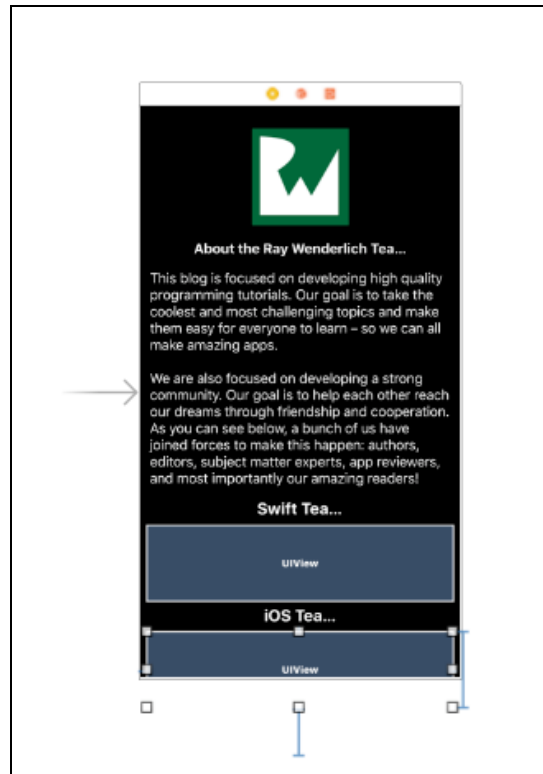 RW
About the Ray Wenderlich Tea...
This blog is focused on developing high quality
programming tutorials. Our goal is to take the
coolest and most challenging topics and make
them easy for everyone to learn – so we can all
make amazing apps.
We are also focused on developing a strong
community. Our goal is to help each other reach
our dreams through friendship and cooperation.
As you can see below, a bunch of us have
joined forces to make this happen: authors,
editors, subject matter experts, app reviewers,
and most importantly our amazing readers!
Swift Tea...
UIView
iOS Tea...
UIView